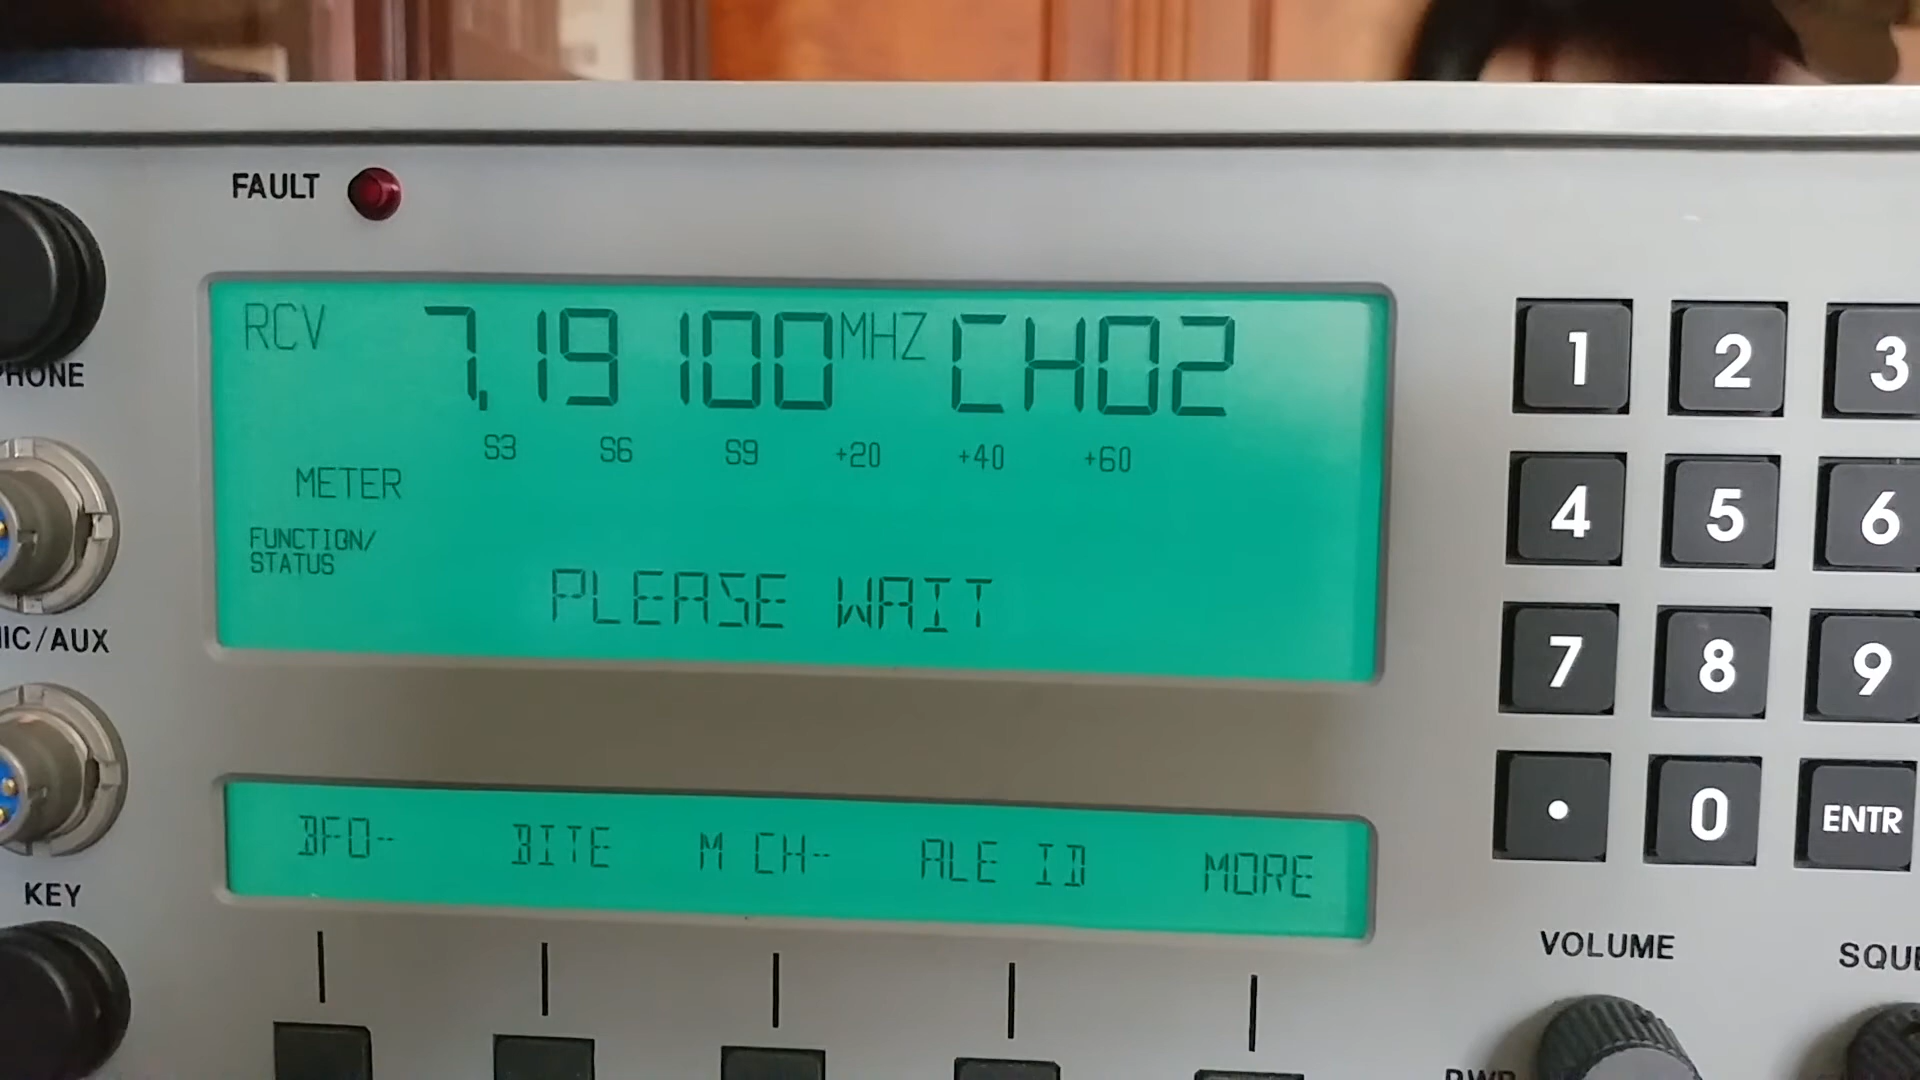 FAULT
RCV 7.19100 MHZ CH02
S3 S6 S9 +20 +40 +60
METER
FUNCTION/
STATUS
PLEASE WAIT
BFO- BITE M CH- ALE ID MORE
PHONE
MIC/AUX
KEY
1 2 3
4 5 6
7 8 9
. 0 ENTR
VOLUME
SQUE
PWR